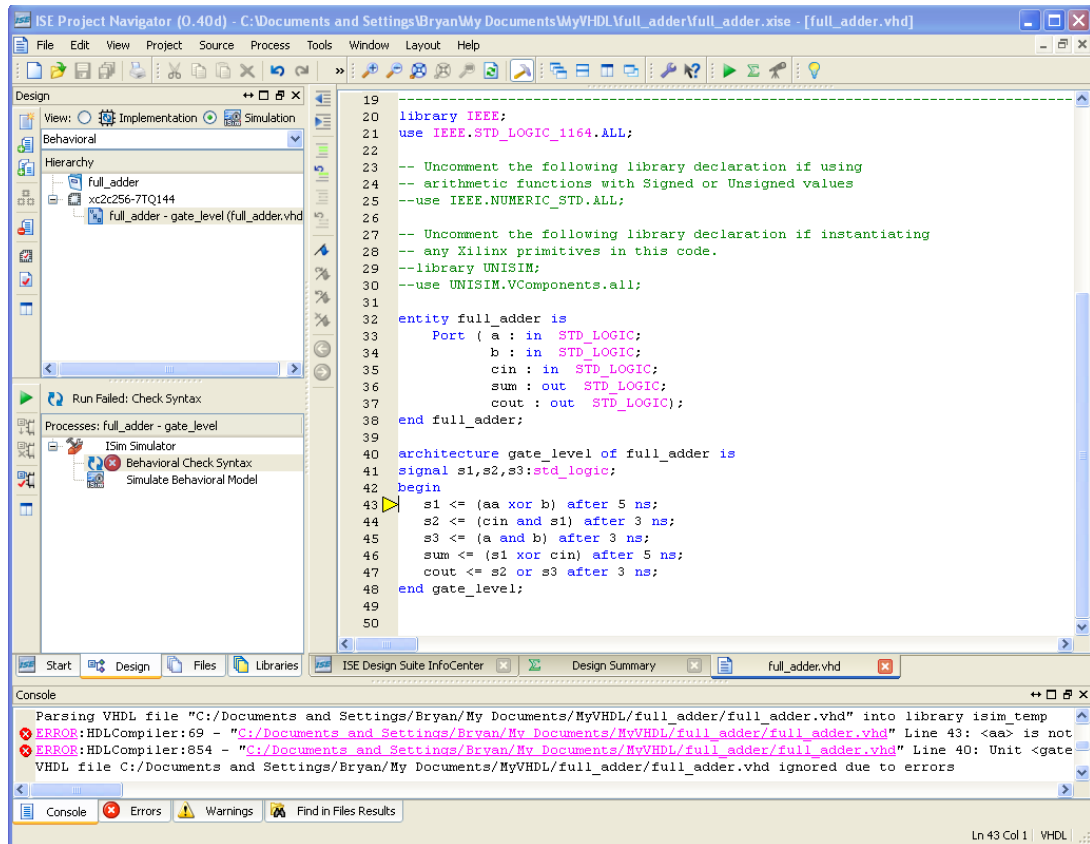 ISE Project Navigator (O.40d) - C:\Documents and Settings\Bryan\My Documents\MyVHDL\full_adder\full_adder.xise - [full_adder.vhd]
File Edit View Project Source Process Tools Window Layout Help
Design
View: Implementation Simulation
Behavioral
Hierarchy
full_adder
xc2c256-7TQ144
full_adder - gate_level (full_adder.vhd
Run Failed: Check Syntax
Processes: full_adder - gate_level
ISim Simulator
Behavioral Check Syntax
Simulate Behavioral Model
Start Design Files Libraries
19 --------------------------------------------------------------------------------
20 library IEEE;
21 use IEEE.STD_LOGIC_1164.ALL;
22
23 -- Uncomment the following library declaration if using
24 -- arithmetic functions with Signed or Unsigned values
25 --use IEEE.NUMERIC_STD.ALL;
26
27 -- Uncomment the following library declaration if instantiating
28 -- any Xilinx primitives in this code.
29 --library UNISIM;
30 --use UNISIM.VComponents.all;
31
32 entity full_adder is
33 Port ( a : in STD_LOGIC;
34 b : in STD_LOGIC;
35 cin : in STD_LOGIC;
36 sum : out STD_LOGIC;
37 cout : out STD_LOGIC);
38 end full_adder;
39
40 architecture gate_level of full_adder is
41 signal s1,s2,s3:std_logic;
42 begin
43 s1 <= (aa xor b) after 5 ns;
44 s2 <= (cin and s1) after 3 ns;
45 s3 <= (a and b) after 3 ns;
46 sum <= (s1 xor cin) after 5 ns;
47 cout <= s2 or s3 after 3 ns;
48 end gate_level;
49
50
ISE Design Suite InfoCenter Design Summary full_adder.vhd
Console
Parsing VHDL file "C:/Documents and Settings/Bryan/My Documents/MyVHDL/full_adder/full_adder.vhd" into library isim_temp
ERROR:HDLCompiler:69 - "C:/Documents and Settings/Bryan/My Documents/MyVHDL/full_adder/full_adder.vhd" Line 43: <aa> is not
ERROR:HDLCompiler:854 - "C:/Documents and Settings/Bryan/My Documents/MyVHDL/full_adder/full_adder.vhd" Line 40: Unit <gate
VHDL file C:/Documents and Settings/Bryan/My Documents/MyVHDL/full_adder/full_adder.vhd ignored due to errors
Console Errors Warnings Find in Files Results
Ln 43 Col 1 VHDL